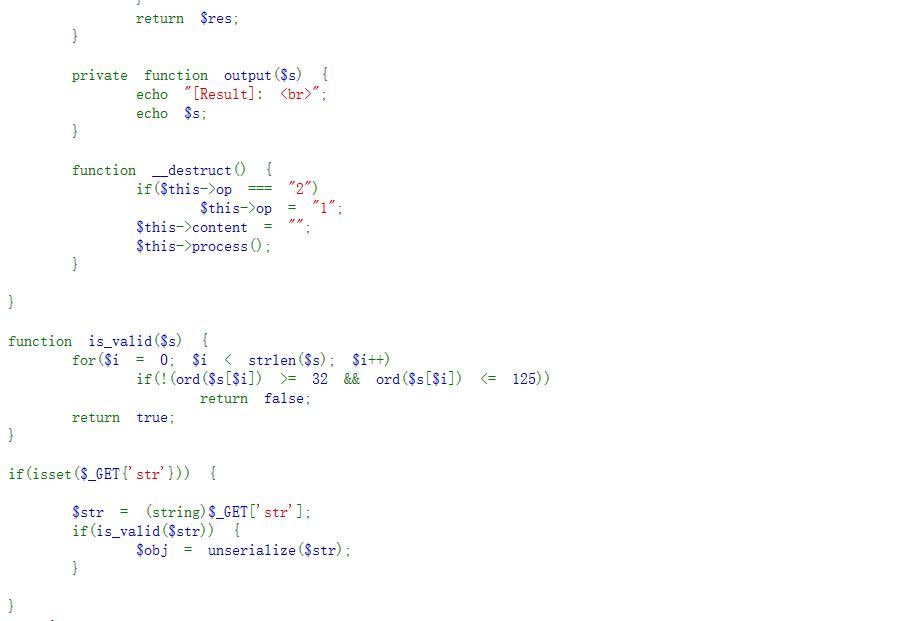 return $res;
}
private function output($s) {
echo "[Result]: <br>";
echo $s;
}
function __destruct() {
if($this->op === "2")
$this->op = "1";
$this->content = "";
$this->process();
}
}
function is_valid($s) {
for($i = 0; $i < strlen($s); $i++)
if(!(ord($s[$i]) >= 32 && ord($s[$i]) <= 125))
return false;
return true;
}
if(isset($_GET{'str'})) {
$str = (string)$_GET['str'];
if(is_valid($str)) {
$obj = unserialize($str);
}
}